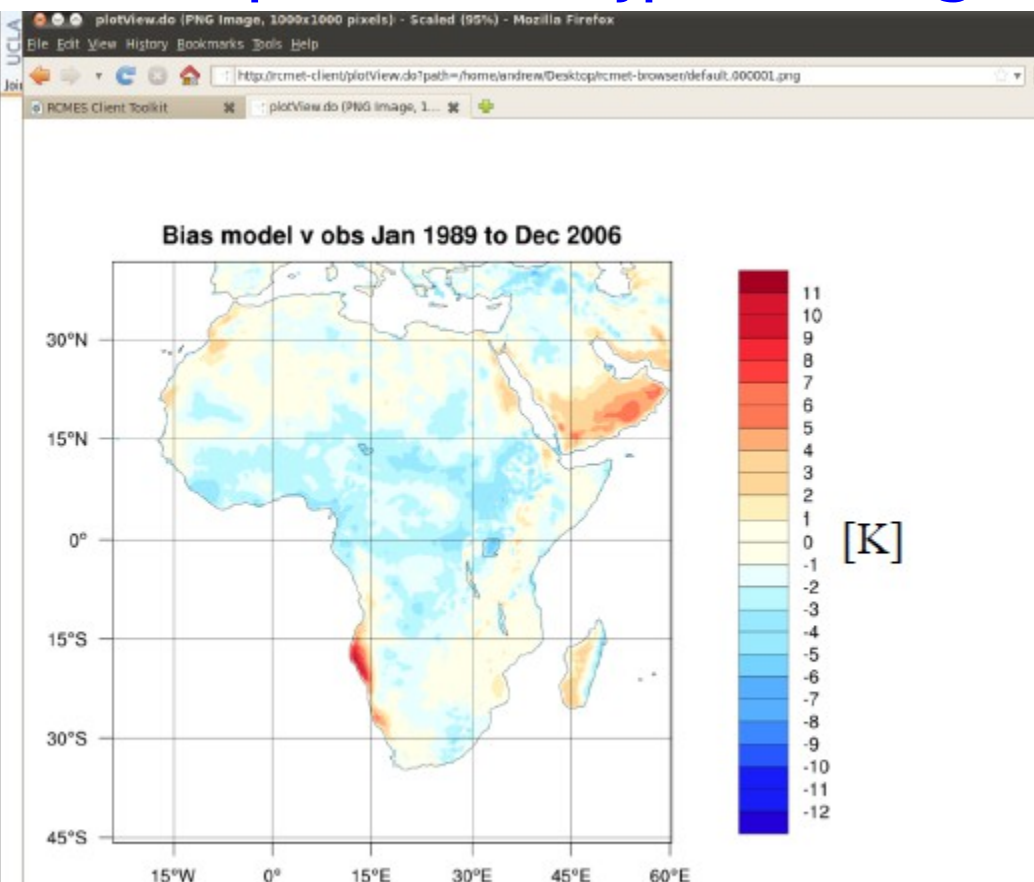 UCLA
Joi
plotView.do (PNG Image, 1000x1000 pixels) - Scaled (95%) - Mozilla Firefox
File Edit View History Bookmarks Tools Help
http://rcmet-client/plotView.do?path=/home/andrew/Desktop/rcmet-browser/default.000001.png
RCMES Client Toolkit
plotView.do (PNG Image, 1...
Bias model v obs Jan 1989 to Dec 2006
30°N
15°N
0°
15°S
30°S
45°S
15°W 0° 15°E 30°E 45°E 60°E
11
10
9
8
7
6
5
4
3
2
1
0
-1
-2
-3
-4
-5
-6
-7
-8
-9
-10
-11
-12
[K]